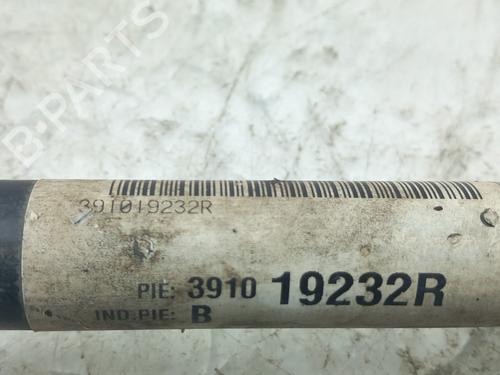 B-PARTS
391019232R
PIE: 3910 19232R
IND.PIE: B